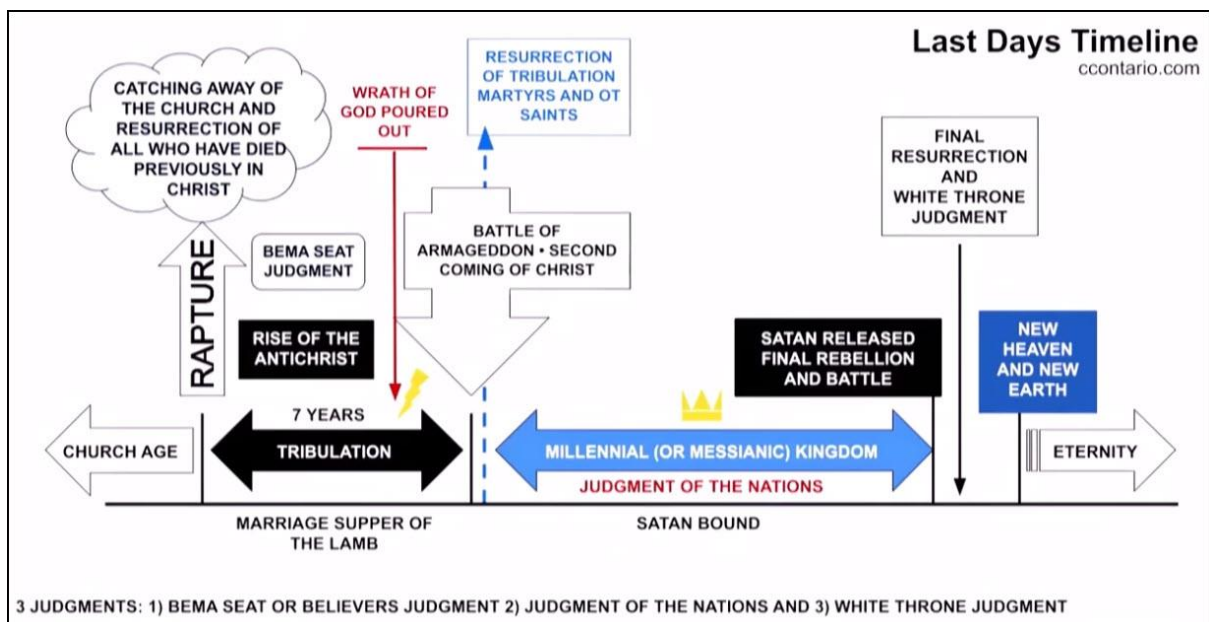 Last Days Timeline
ccontario.com
CATCHING AWAY OF
THE CHURCH AND
RESURRECTION OF
ALL WHO HAVE DIED
PREVIOUSLY IN
CHRIST
WRATH OF
GOD POURED
OUT
RESURRECTION
OF TRIBULATION
MARTYRS AND OT
SAINTS
FINAL
RESURRECTION
AND
WHITE THRONE
JUDGMENT
RAPTURE
BEMA SEAT
JUDGMENT
BATTLE OF
ARMAGEDDON • SECOND
COMING OF CHRIST
RISE OF THE
ANTICHRIST
SATAN RELEASED
FINAL REBELLION
AND BATTLE
NEW
HEAVEN
AND NEW
EARTH
CHURCH AGE
7 YEARS
TRIBULATION
MILLENNIAL (OR MESSIANIC) KINGDOM
JUDGMENT OF THE NATIONS
ETERNITY
MARRIAGE SUPPER OF
THE LAMB
SATAN BOUND
3 JUDGMENTS: 1) BEMA SEAT OR BELIEVERS JUDGMENT 2) JUDGMENT OF THE NATIONS AND 3) WHITE THRONE JUDGMENT